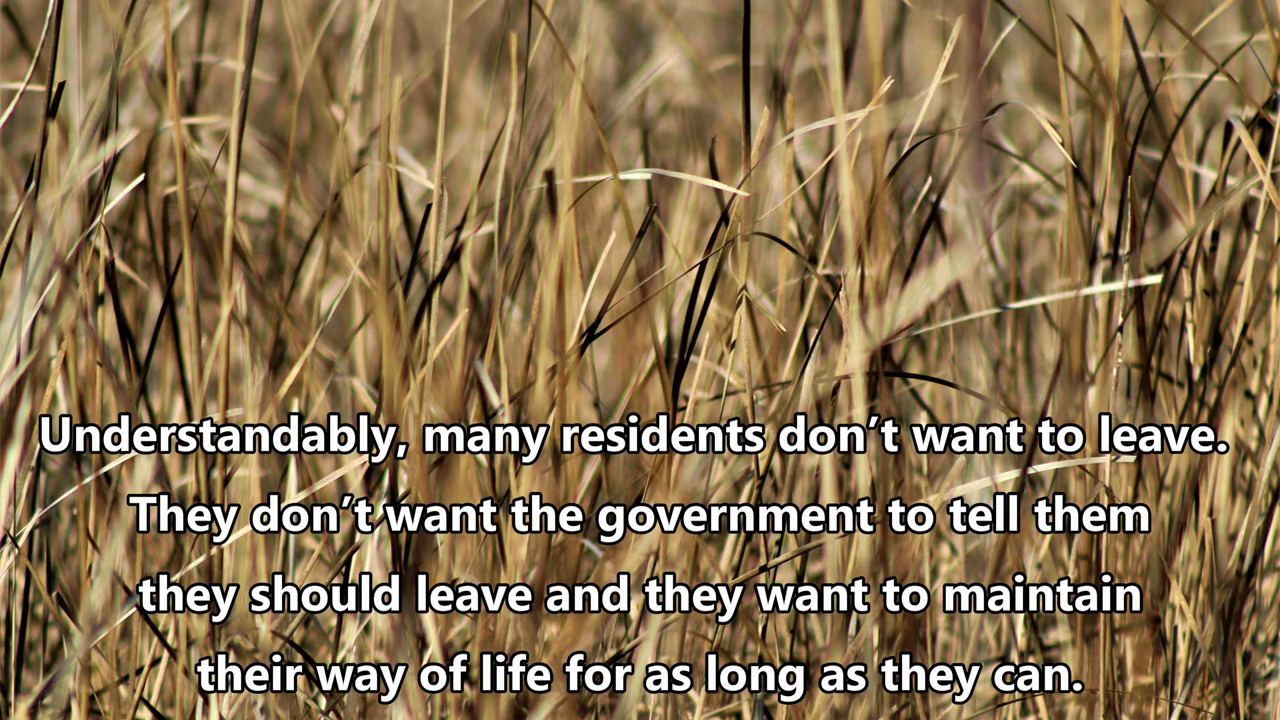 Understandably, many residents don’t want to leave.
They don’t want the government to tell them
they should leave and they want to maintain
their way of life for as long as they can.